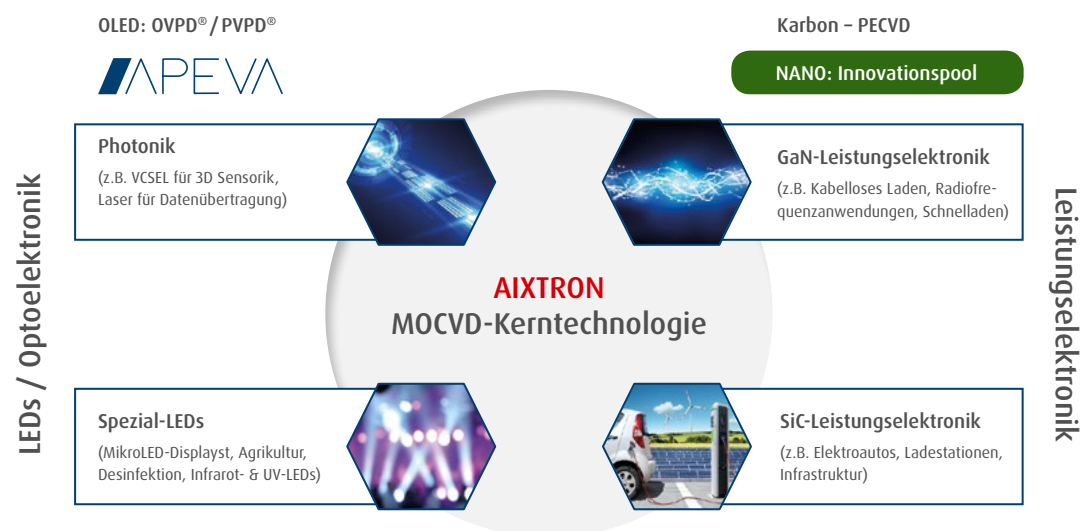 OLED: OVPD® / PVPD®
APEVA
Karbon – PECVD
NANO: Innovationspool
LEDs / Optoelektronik
Photonik
(z.B. VCSEL für 3D Sensorik,
Laser für Datenübertragung)
GaN-Leistungselektronik
(z.B. Kabelloses Laden, Radiofre-
quenzanwendungen, Schnelladen)
Leistungselektronik
AIXTRON
MOCVD-Kerntechnologie
Spezial-LEDs
(MikroLED-Displayst, Agrikultur,
Desinfektion, Infrarot- & UV-LEDs)
SiC-Leistungselektronik
(z.B. Elektroautos, Ladestationen,
Infrastruktur)